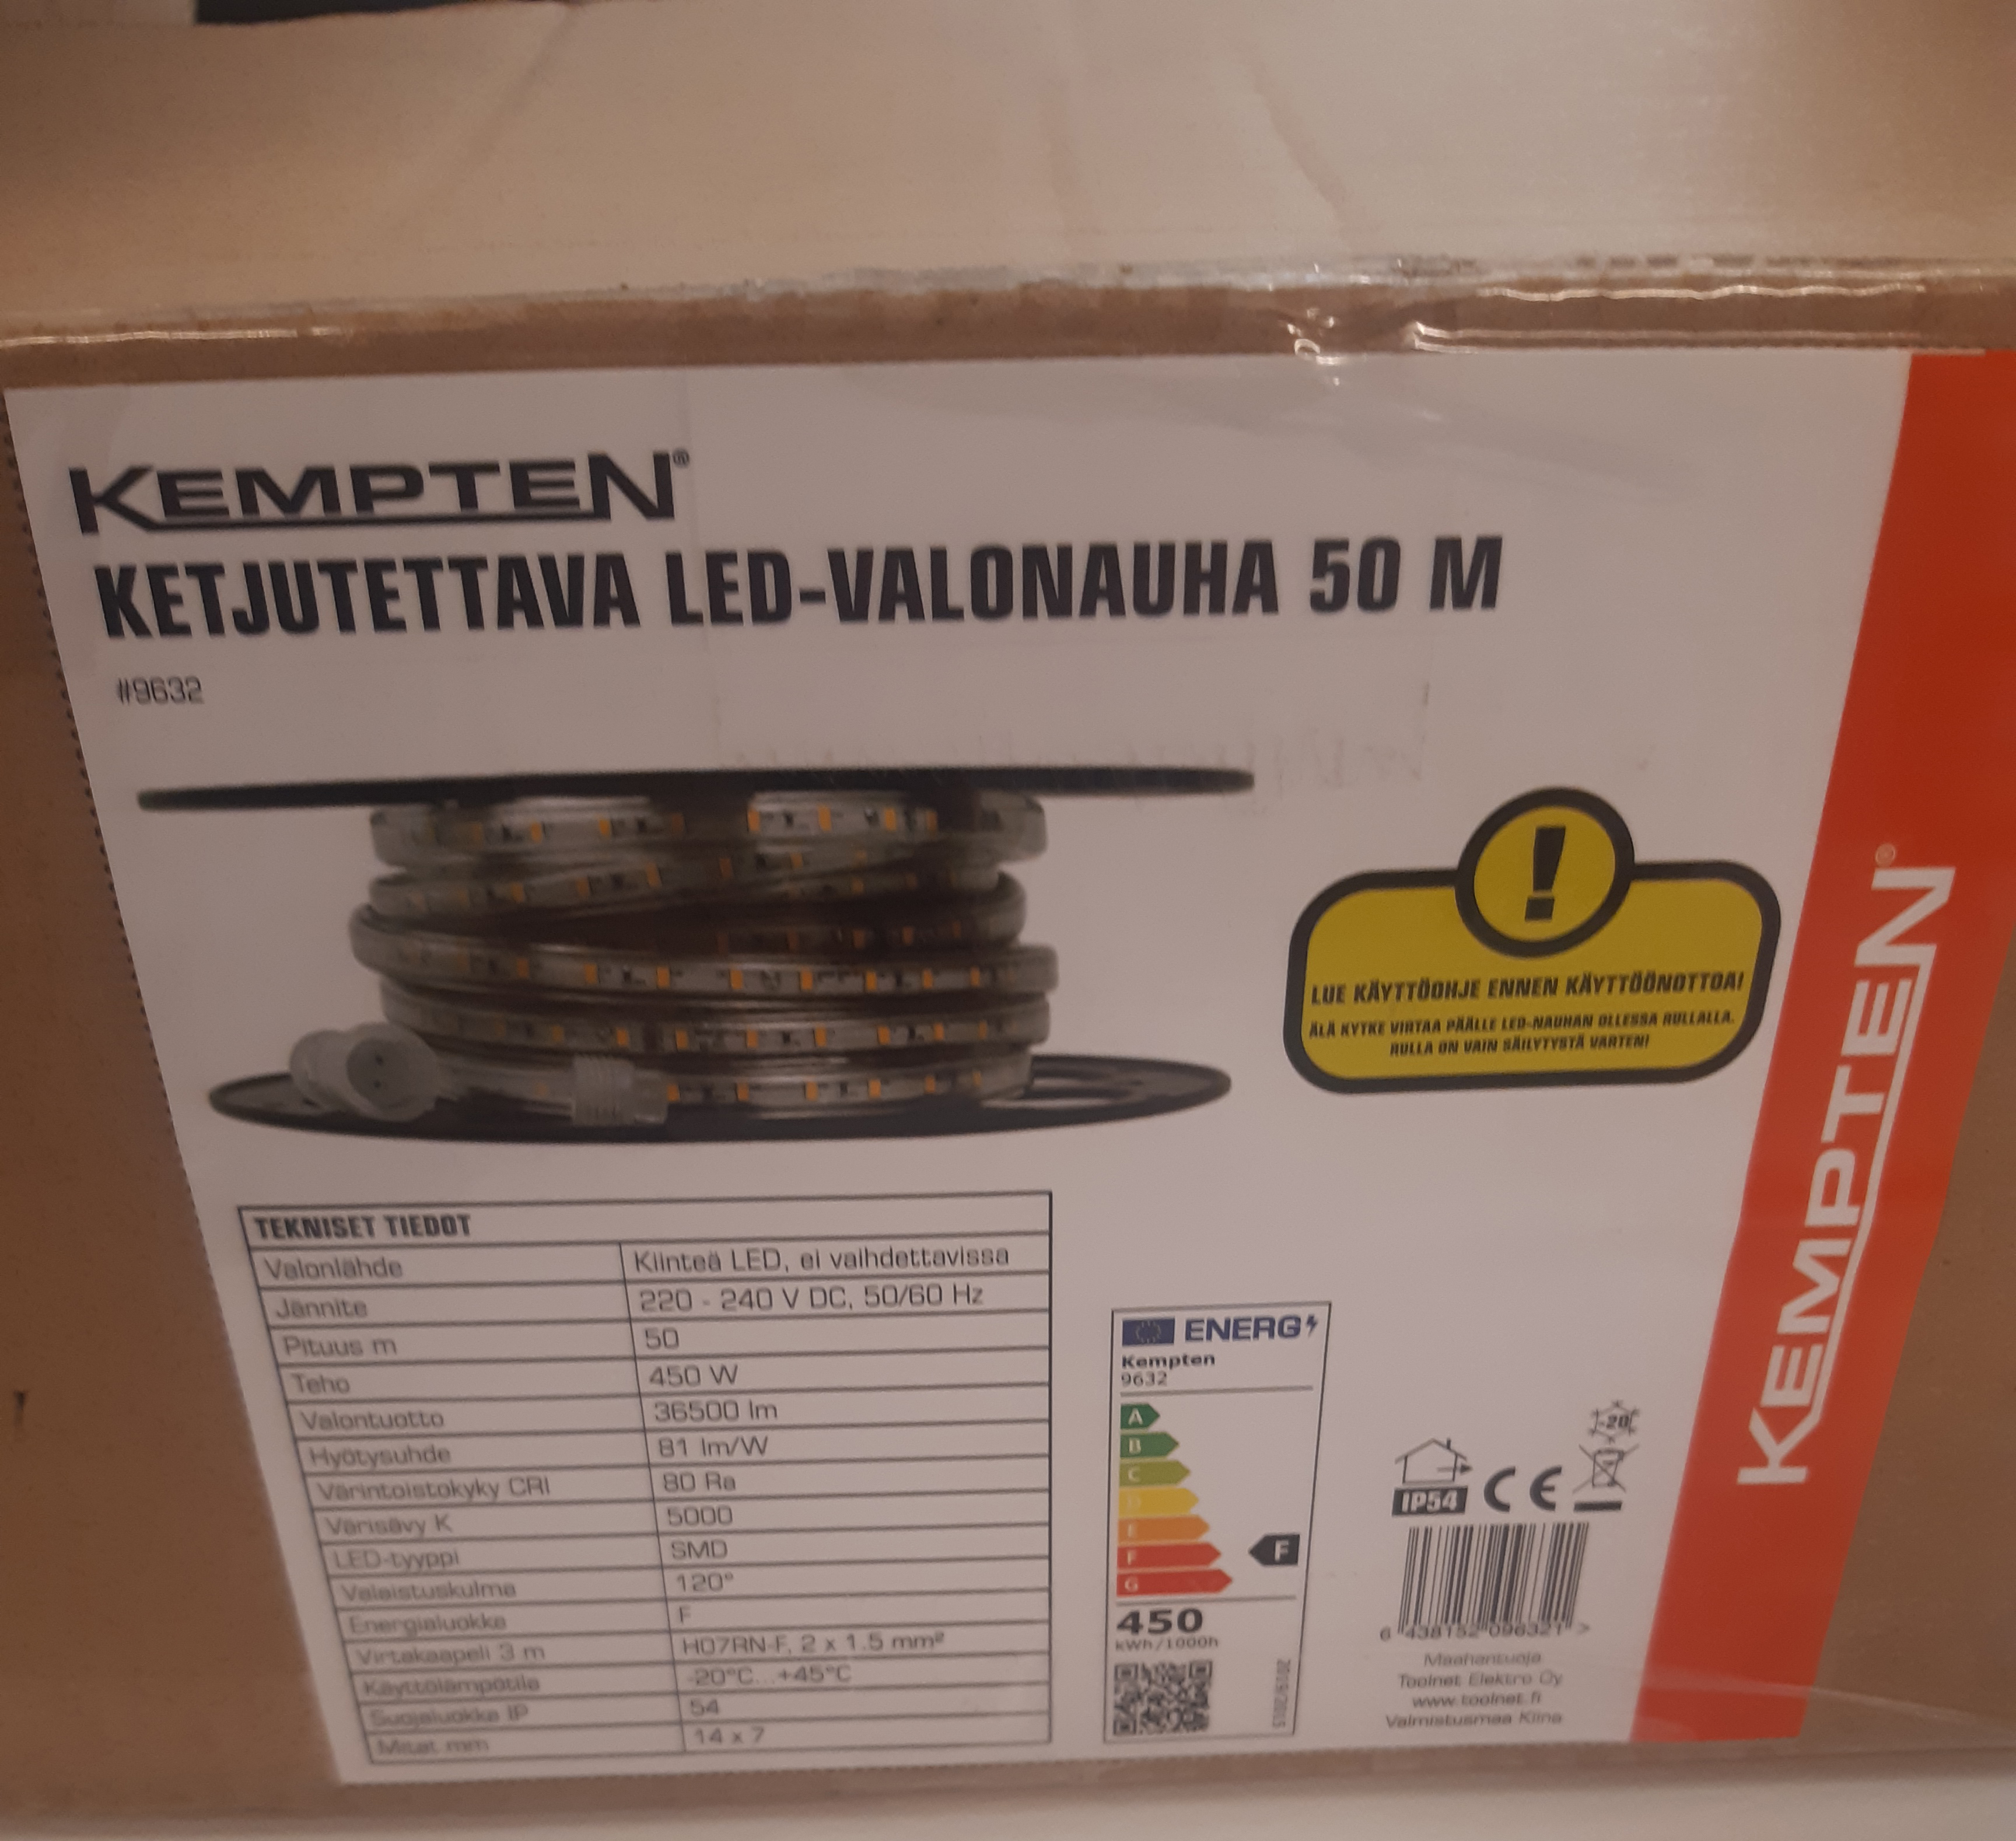 KEMPTEN®
KETJUTETTAVA LED-VALONAUHA 50 M
#9632
!
LUE KÄYTTÖOHJE ENNEN KÄYTTÖÖNOTTOA!
ÄLÄ KYTKE VIRTAA PÄÄLLE LED-NAUHAN OLLESSA RULLALLA.
RULLA ON VAIN SÄILYTYSTÄ VARTEN!
KEMPTEN®
TEKNISET TIEDOT
Valonlähde Kiinteä LED, ei vaihdettavissa
Jännite 220 - 240 V DC, 50/60 Hz
Pituus m 50
Teho 450 W
Valontuotto 36500 lm
Hyötysuhde 81 lm/W
Värintoistokyky CRI 80 Ra
Värisävy K 5000
LED-tyyppi SMD
Valaistuskulma 120°
Energialuokka F
Virtakaapeli 3 m H07RN-F, 2 x 1.5 mm²
Käyttölämpötila -20°C...+45°C
Suojaluokka IP 54
Mitat mm 14 x 7
ENERG
Kempten
9632
A
B
C
D
E
F
G
F
450
kWh/1000h
2019/2015
-20
IP54 CE
6 438152 096321 >
Maahantuoja
Toolnet Elektro Oy
www.toolnet.fi
Valmistusmaa Kiina